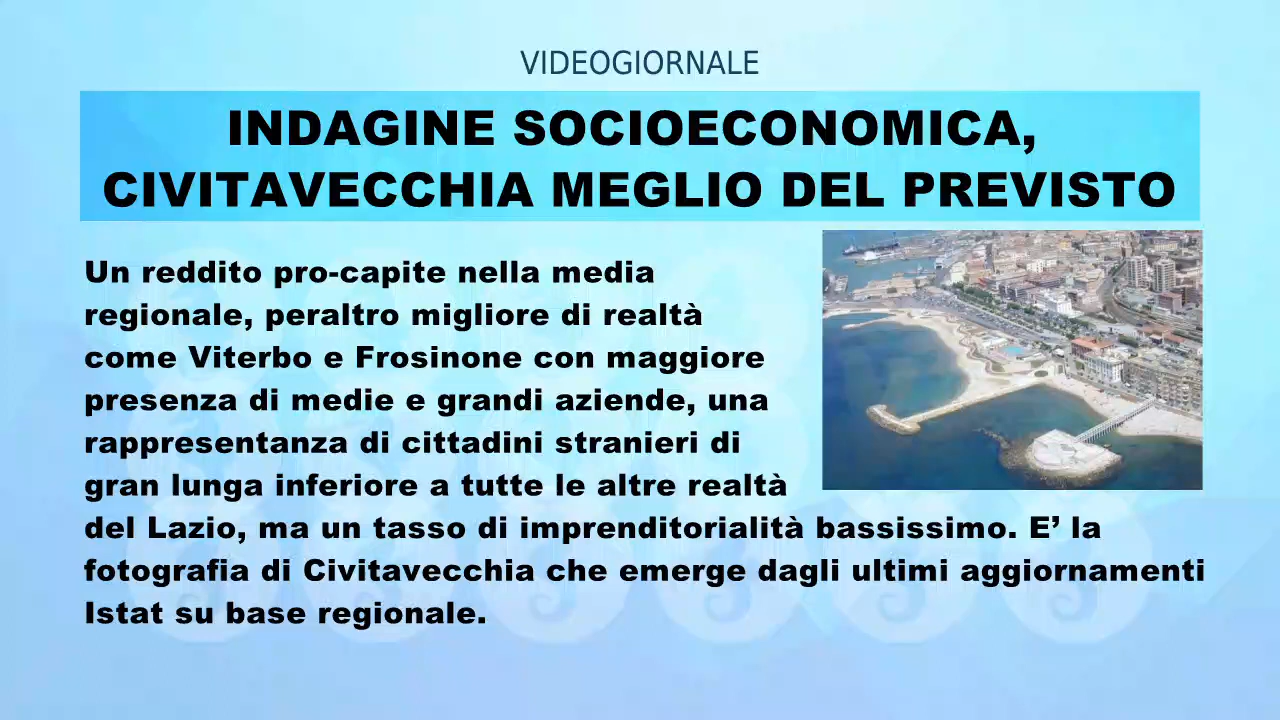 VIDEOGIORNALE
INDAGINE SOCIOECONOMICA,
CIVITAVECCHIA MEGLIO DEL PREVISTO
Un reddito pro-capite nella media
regionale, peraltro migliore di realtà
come Viterbo e Frosinone con maggiore
presenza di medie e grandi aziende, una
rappresentanza di cittadini stranieri di
gran lunga inferiore a tutte le altre realtà
del Lazio, ma un tasso di imprenditorialità bassissimo. E’ la
fotografia di Civitavecchia che emerge dagli ultimi aggiornamenti
Istat su base regionale.